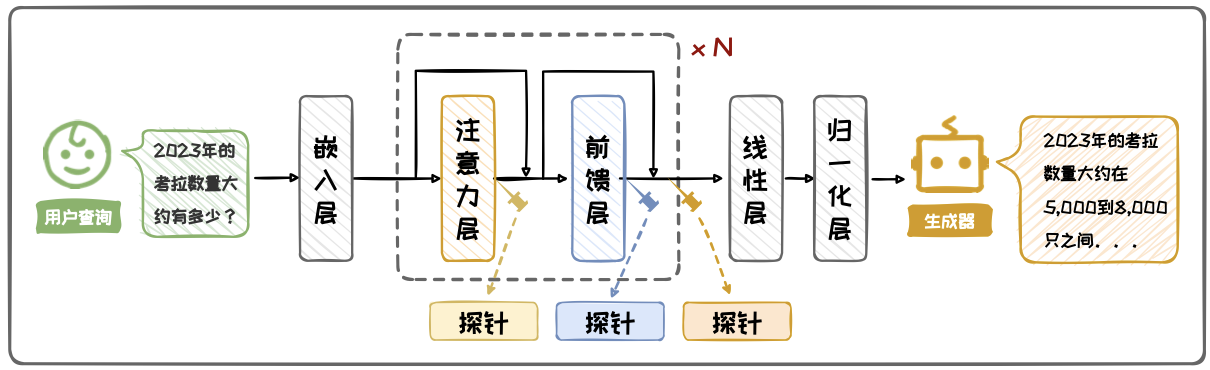 ×N
用户查询
2023年的
考拉数量大
约有多少？
嵌入层
注意力层
前馈层
线性层
归一化层
生成器
2023年的考拉
数量大约在
5,000到8,000
只之间．．．
探针
探针
探针